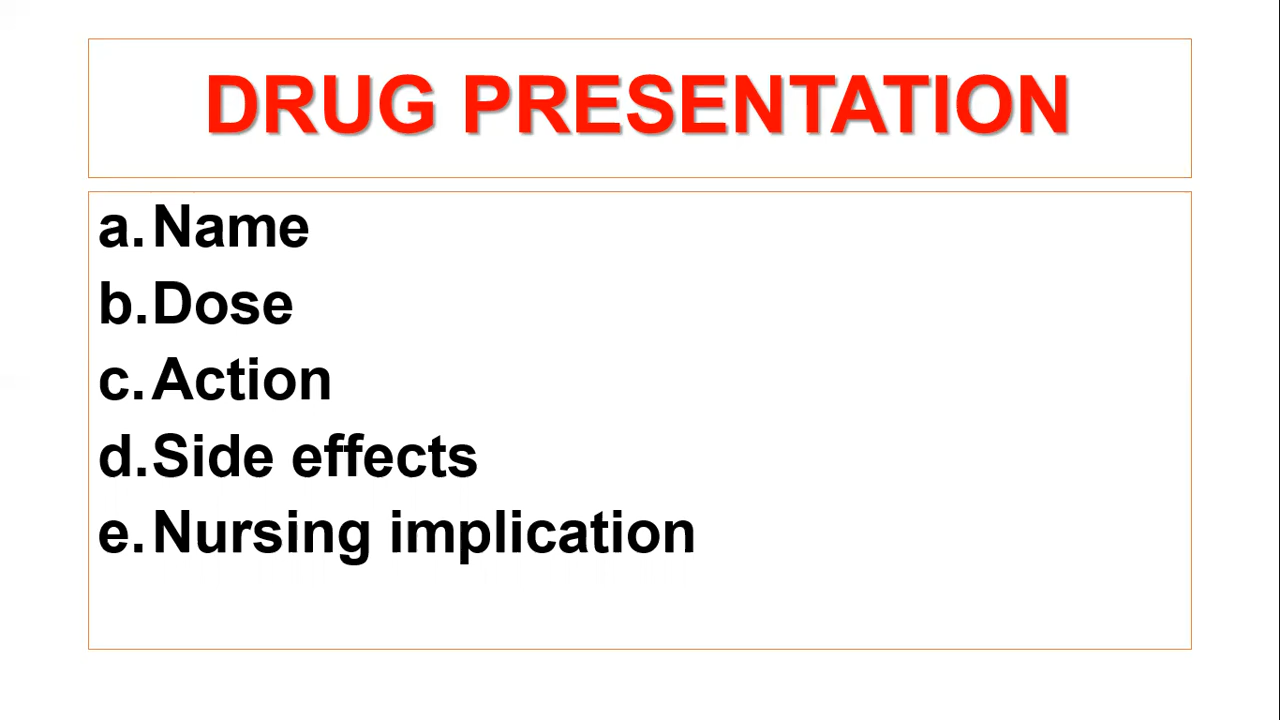 DRUG PRESENTATION
a. Name
b. Dose
c. Action
d. Side effects
e. Nursing implication